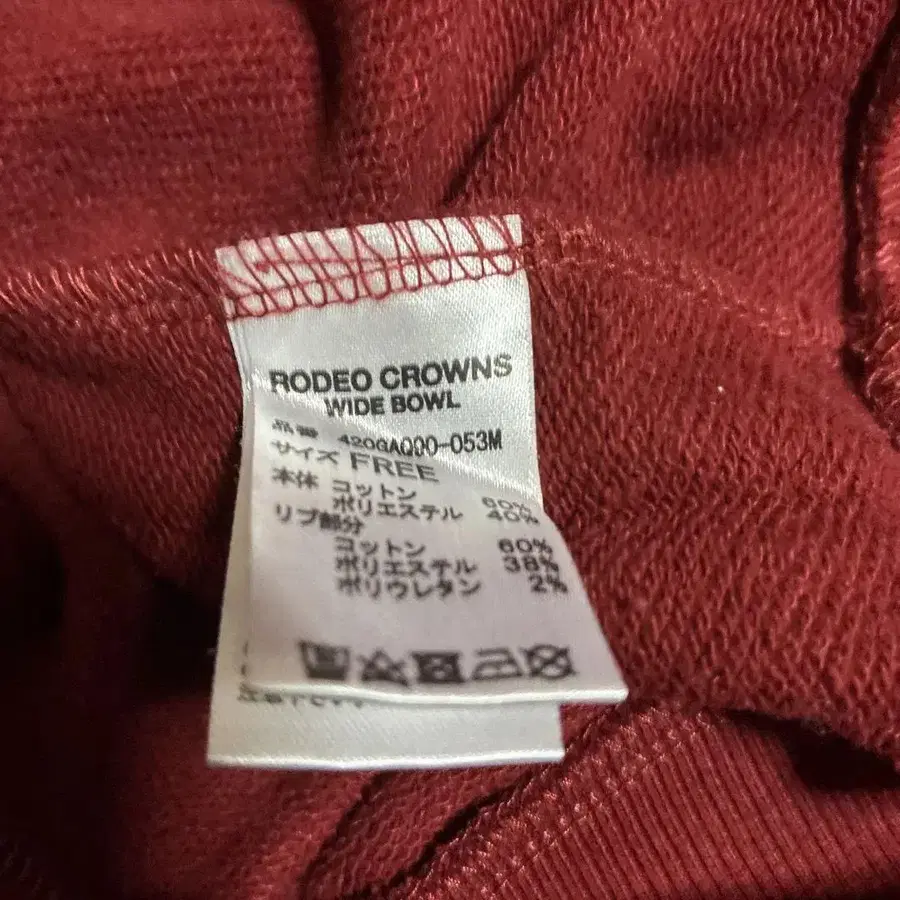 RODEO CROWNS
WIDE BOWL
品番 420GAQ00-053M
サイズ FREE
本体 コットン 60%
ポリエステル 40%
リブ部分
コットン 60%
ポリエステル 38%
ポリウレタン 2%